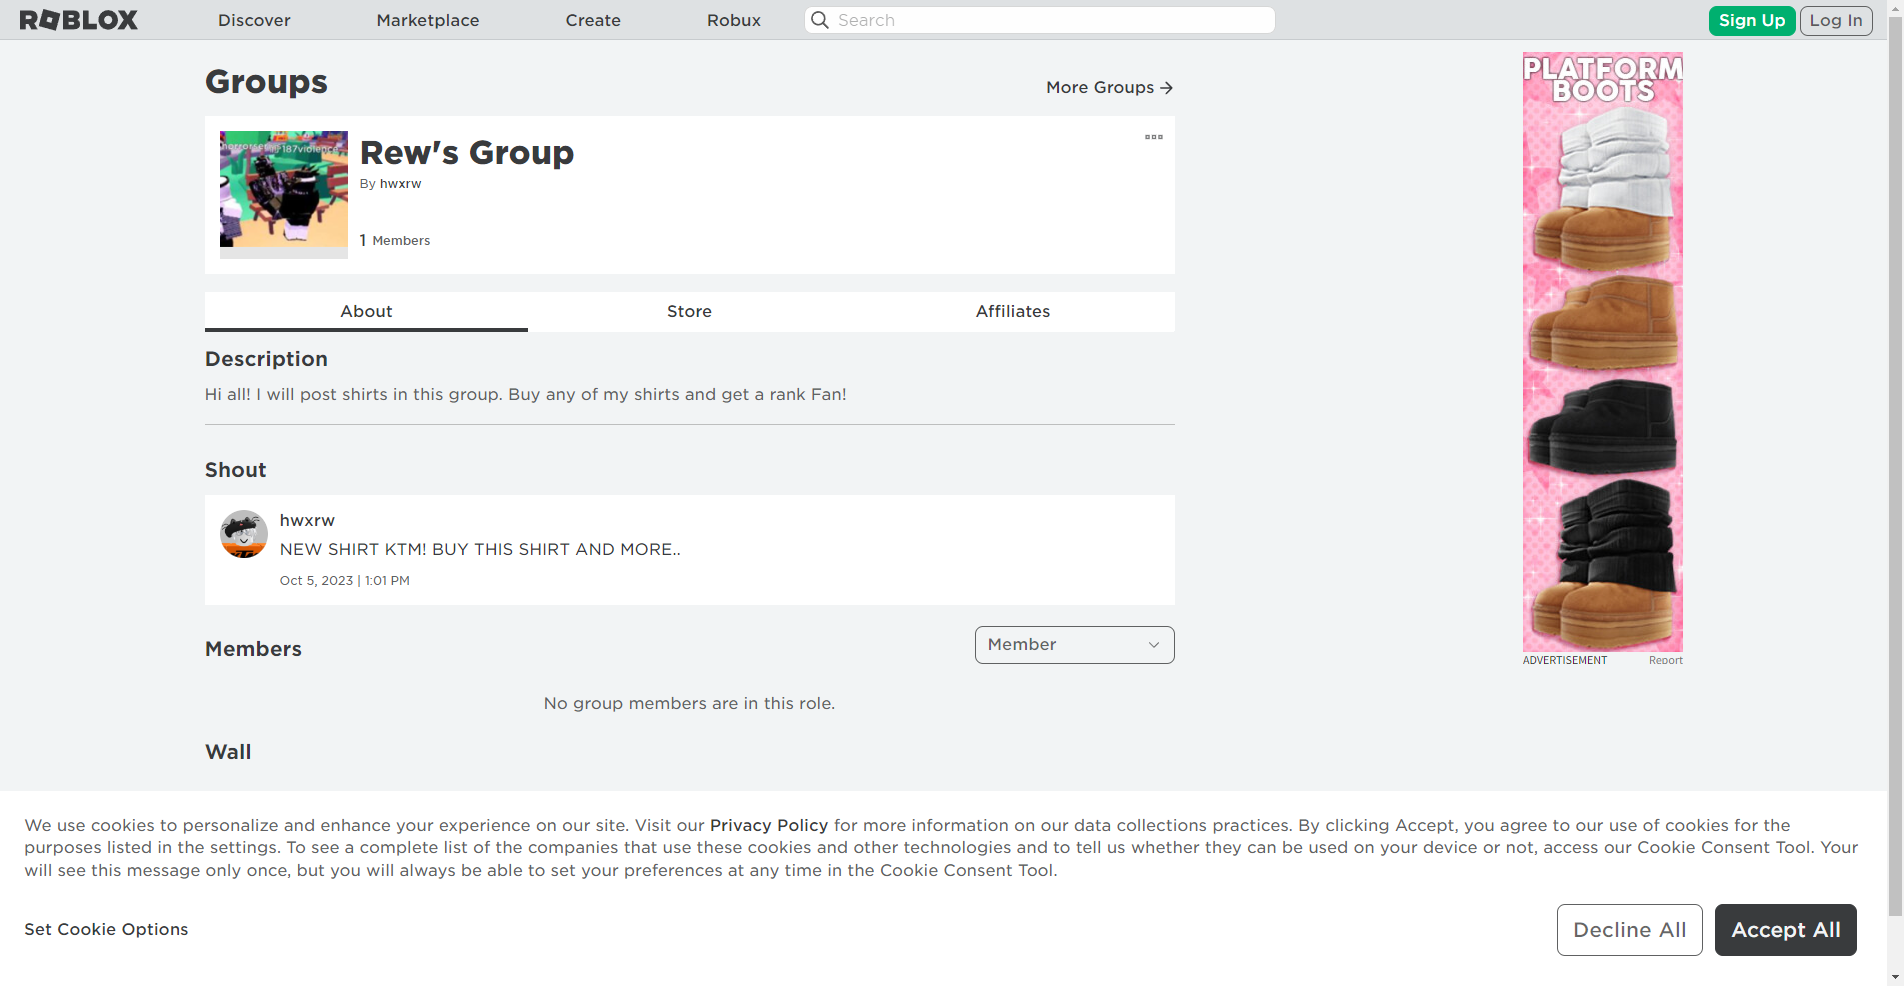 ROBLOX
Discover
Marketplace
Create
Robux
Search
Sign Up
Log In
Groups
More Groups
Rew's Group
By hwxrw
1 Members
About
Store
Affiliates
Description
Hi all! I will post shirts in this group. Buy any of my shirts and get a rank Fan!
Shout
hwxrw
NEW SHIRT KTM! BUY THIS SHIRT AND MORE..
Oct 5, 2023 | 1:01 PM
Members
Member
No group members are in this role.
Wall
PLATFORM
BOOTS
ADVERTISEMENT
Report
We use cookies to personalize and enhance your experience on our site. Visit our Privacy Policy for more information on our data collections practices. By clicking Accept, you agree to our use of cookies for the
purposes listed in the settings. To see a complete list of the companies that use these cookies and other technologies and to tell us whether they can be used on your device or not, access our Cookie Consent Tool. Your
will see this message only once, but you will always be able to set your preferences at any time in the Cookie Consent Tool.
Set Cookie Options
Decline All
Accept All